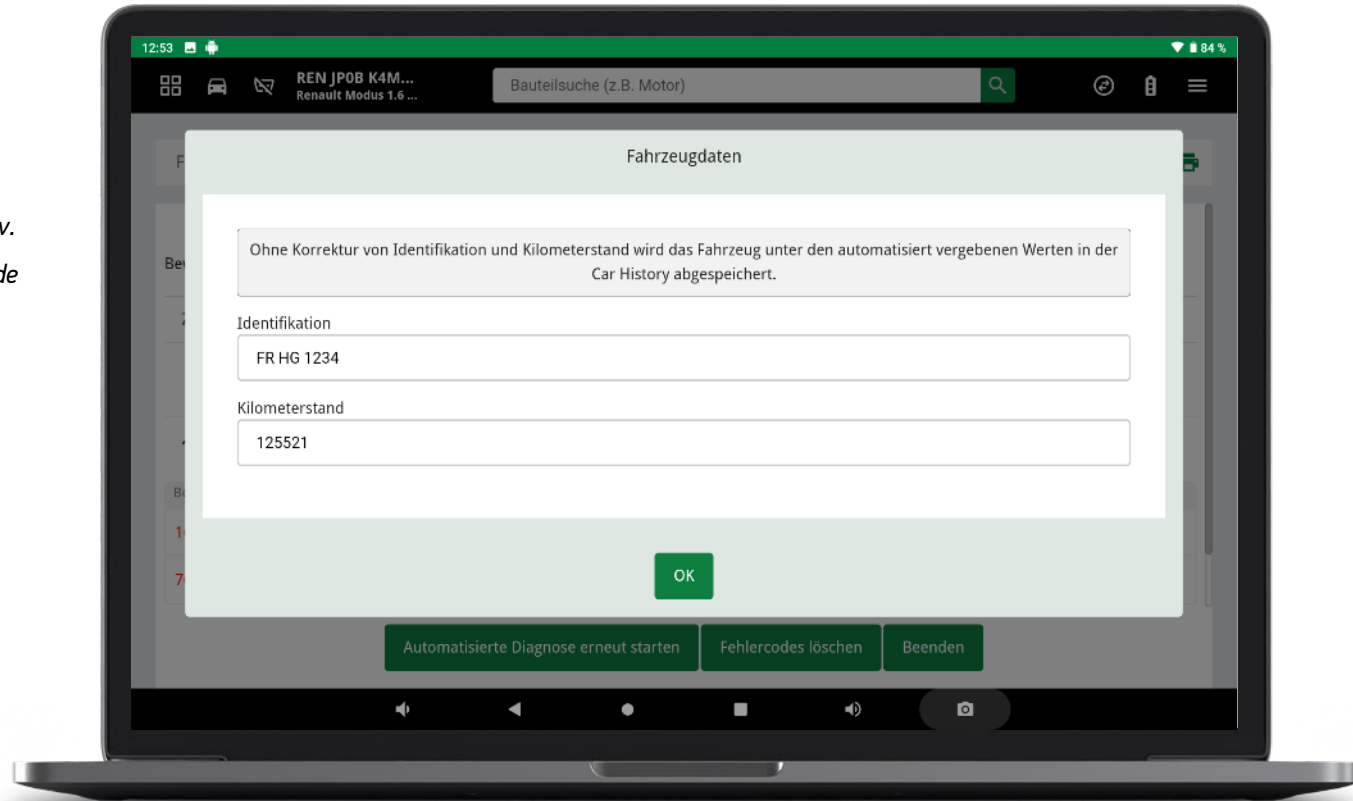 12:53
84 %
REN JP0B K4M...
Renault Modus 1.6 ...
Bauteilsuche (z.B. Motor)
Fahrzeugdaten
v.
de
Ohne Korrektur von Identifikation und Kilometerstand wird das Fahrzeug unter den automatisiert vergebenen Werten in der
Car History abgespeichert.
Identifikation
FR HG 1234
Kilometerstand
125521
OK
Automatisierte Diagnose erneut starten
Fehlercodes löschen
Beenden